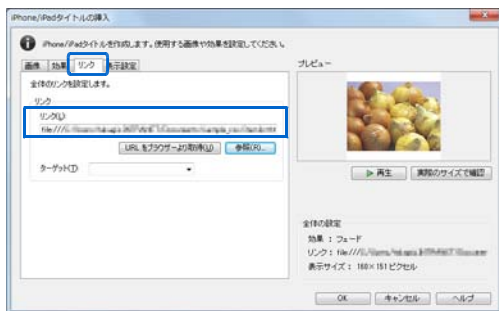 iPhone/iPadタイトルの挿入
iPhone/iPadタイトルを作成します。使用する画像や効果を設定してください。
画像 効果 リンク 表示設定
全体のリンクを設定します。
リンク
リンク(L)
file:///
URL をブラウザーより取得(U) 参照(R)...
ターゲット(T)
プレビュー
再生 実際のサイズで確認
全体の設定
効果 : フェード
リンク : file:///
表示サイズ : 160×151ピクセル
OK キャンセル ヘルプ